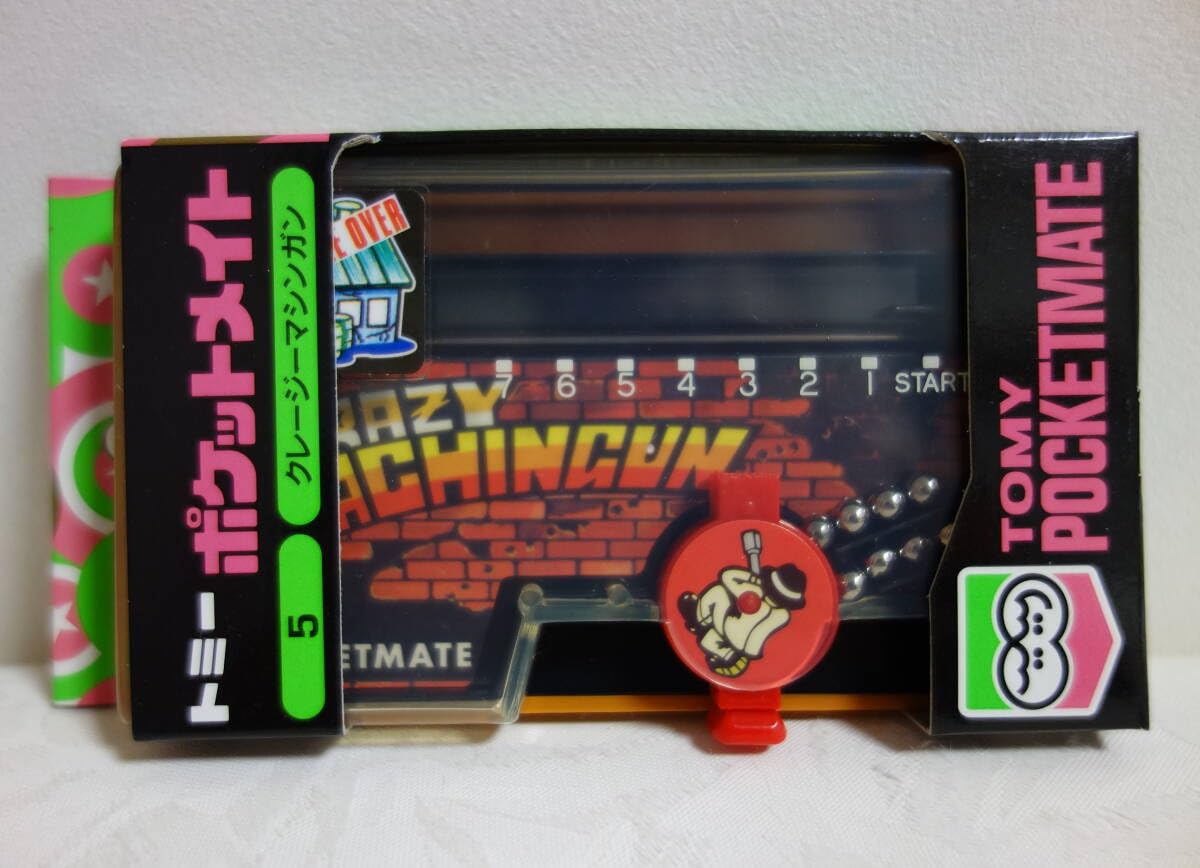 トミー ポケットメイト
5 クレージーマシンガン
E OVER
7 6 5 4 3 2 1 START
RAZY
ACHINGUN
ETMATE
TOMY
POCKETMATE